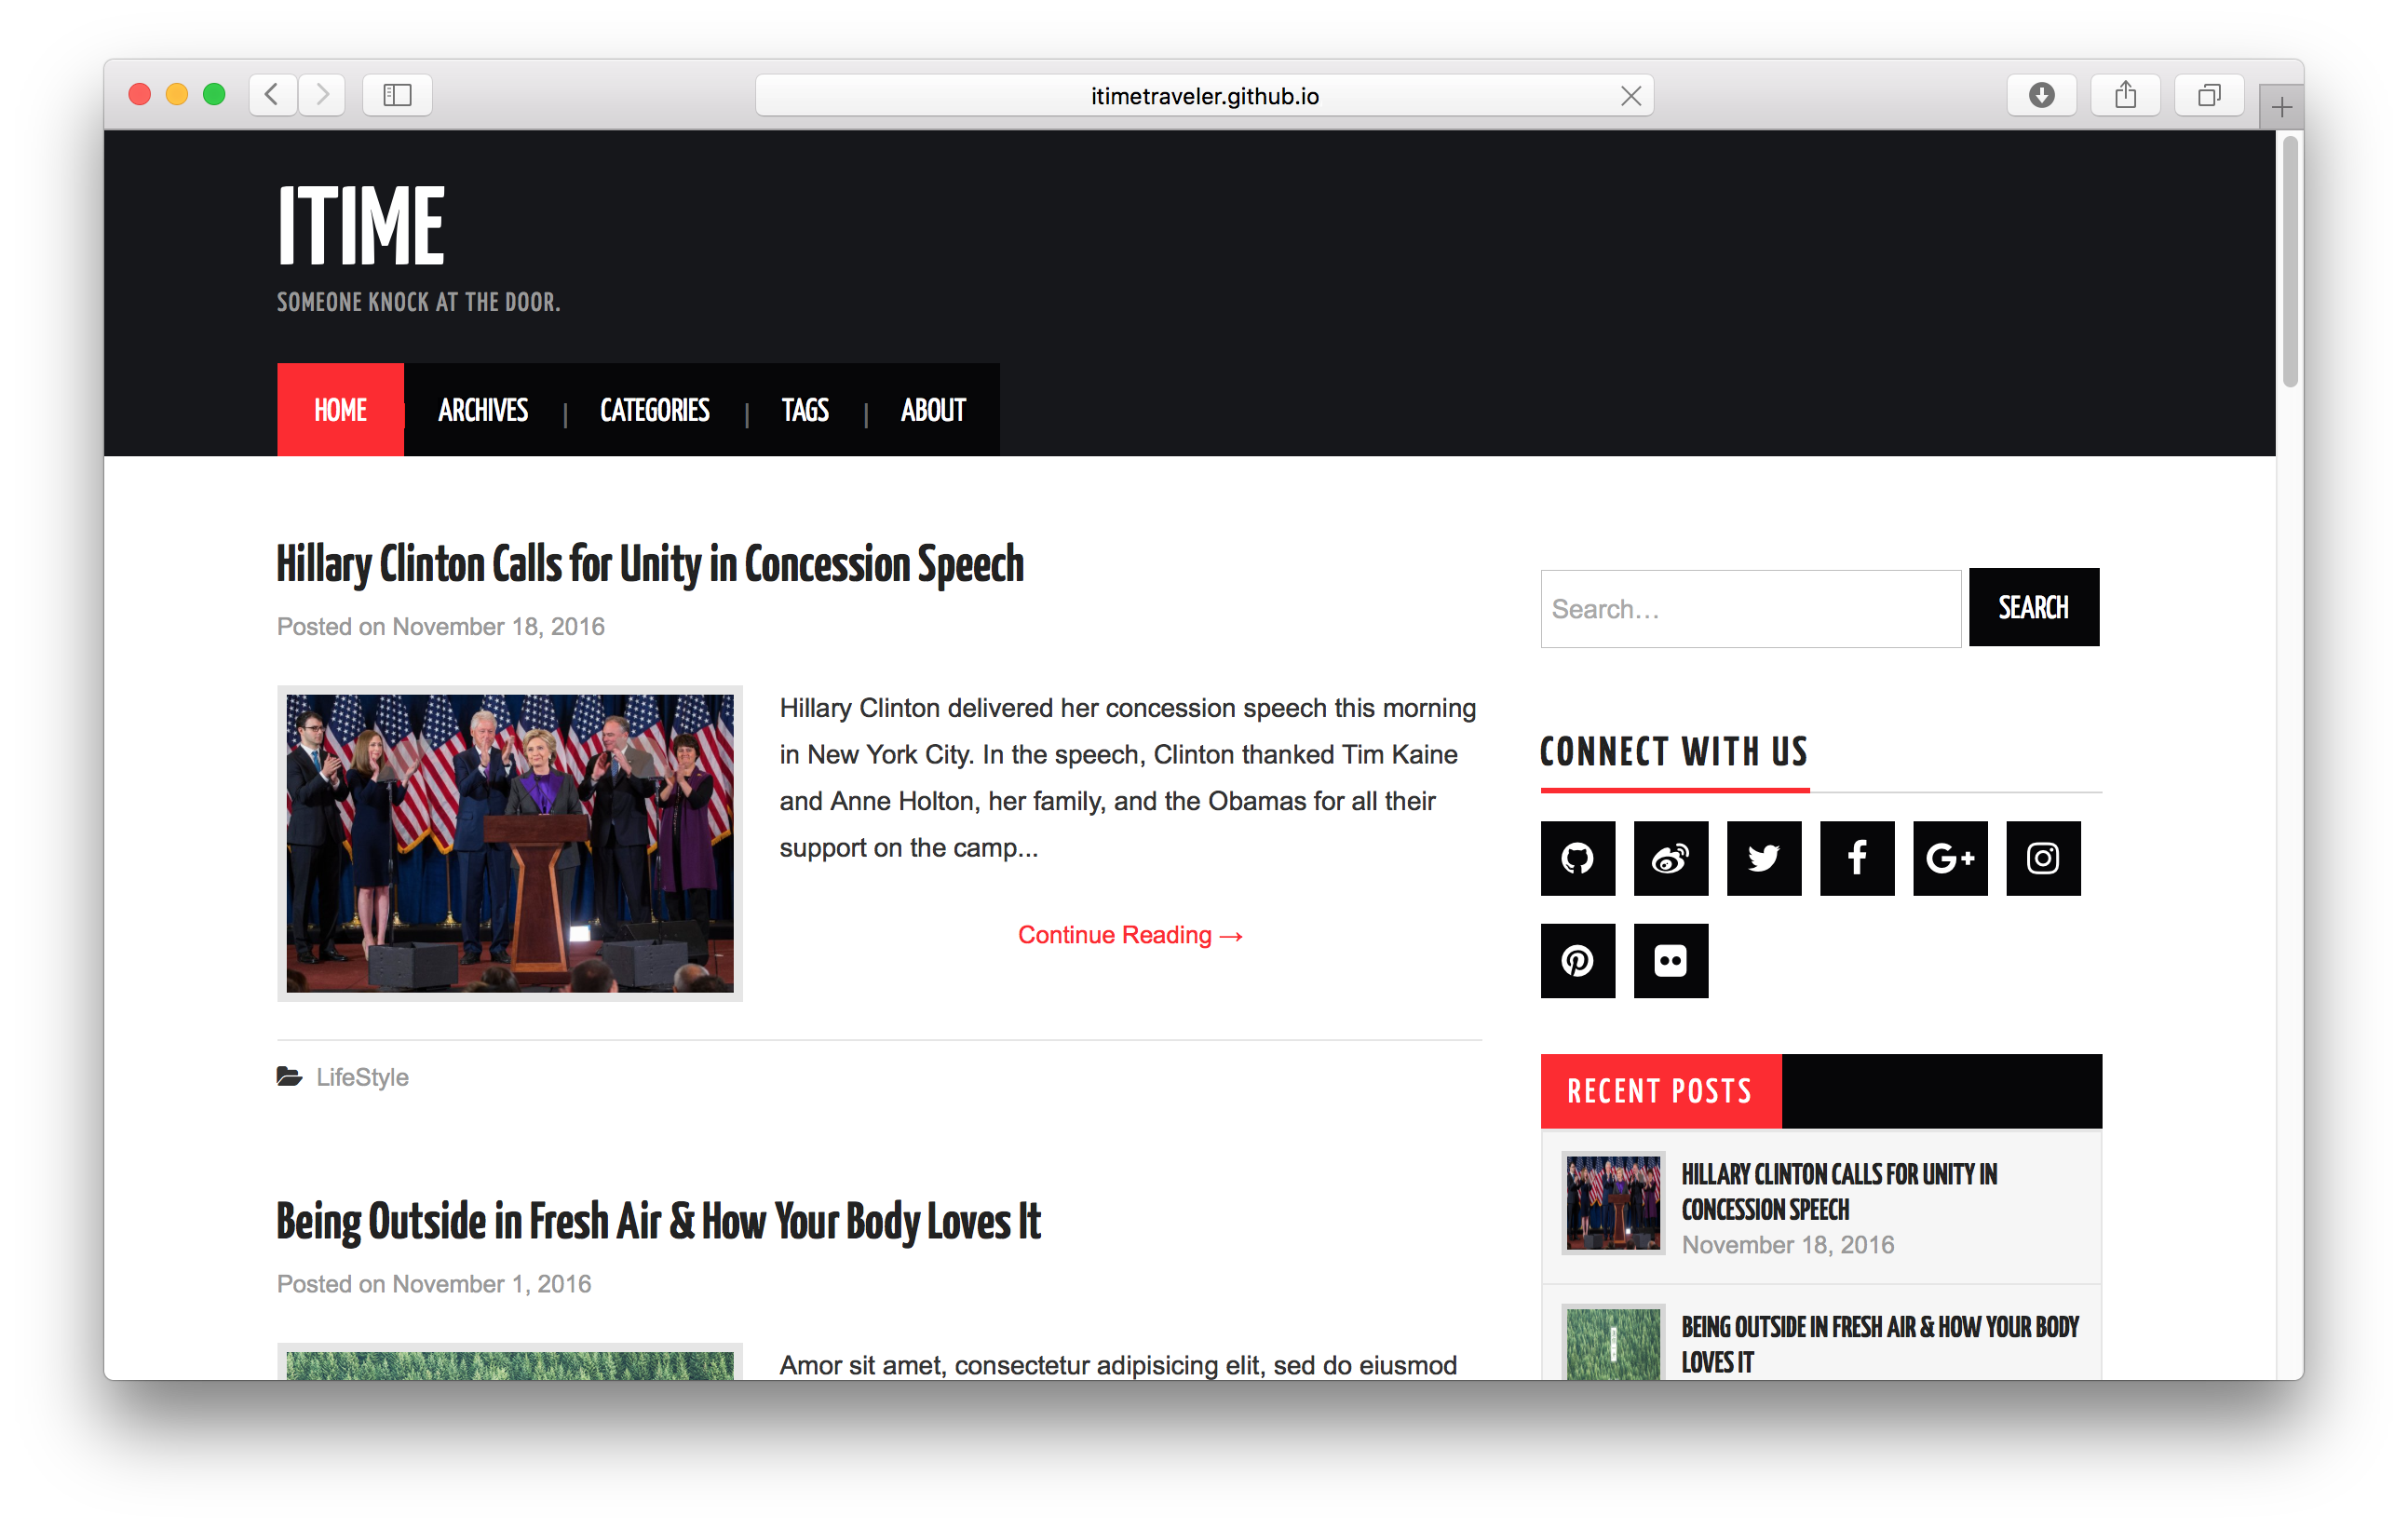 itimetraveler.github.io
ITIME
SOMEONE KNOCK AT THE DOOR.
HOME | ARCHIVES | CATEGORIES | TAGS | ABOUT
Hillary Clinton Calls for Unity in Concession Speech
Posted on November 18, 2016
Hillary Clinton delivered her concession speech this morning
in New York City. In the speech, Clinton thanked Tim Kaine
and Anne Holton, her family, and the Obamas for all their
support on the camp...
Continue Reading →
LifeStyle
Being Outside in Fresh Air & How Your Body Loves It
Posted on November 1, 2016
Amor sit amet, consectetur adipisicing elit, sed do eiusmod
Search...
SEARCH
CONNECT WITH US
RECENT POSTS
HILLARY CLINTON CALLS FOR UNITY IN
CONCESSION SPEECH
November 18, 2016
BEING OUTSIDE IN FRESH AIR & HOW YOUR BODY
LOVES IT